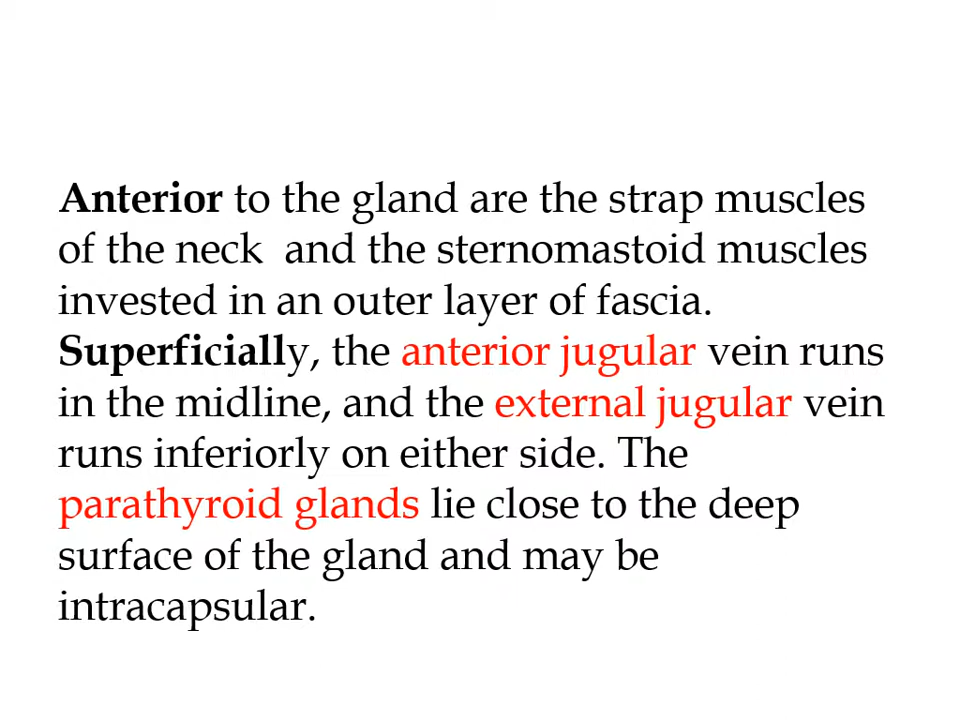 Anterior to the gland are the strap muscles
of the neck  and the sternomastoid muscles
invested in an outer layer of fascia.
Superficially, the anterior jugular vein runs
in the midline, and the external jugular vein
runs inferiorly on either side. The
parathyroid glands lie close to the deep
surface of the gland and may be
intracapsular.